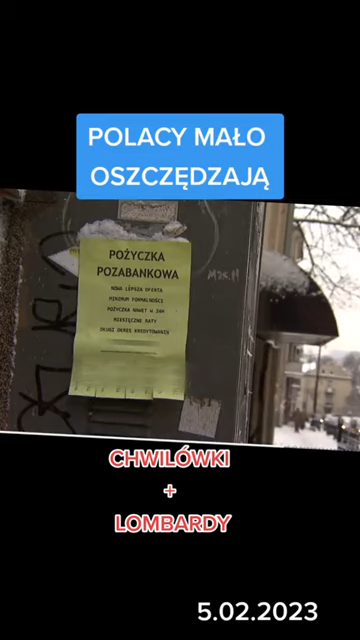 POLACY MAŁO
OSZCZĘDZAJĄ
POŻYCZKA
POZABANKOWA
NOWA LEPSZA OFERTA
MINIMUM FORMALNOŚCI
POŻYCZKA NAWET W 24H
MIESIĘCZNE RATY
DŁUGI OKRES KREDYTOWANIA
CHWILÓWKI
+
LOMBARDY
5.02.2023